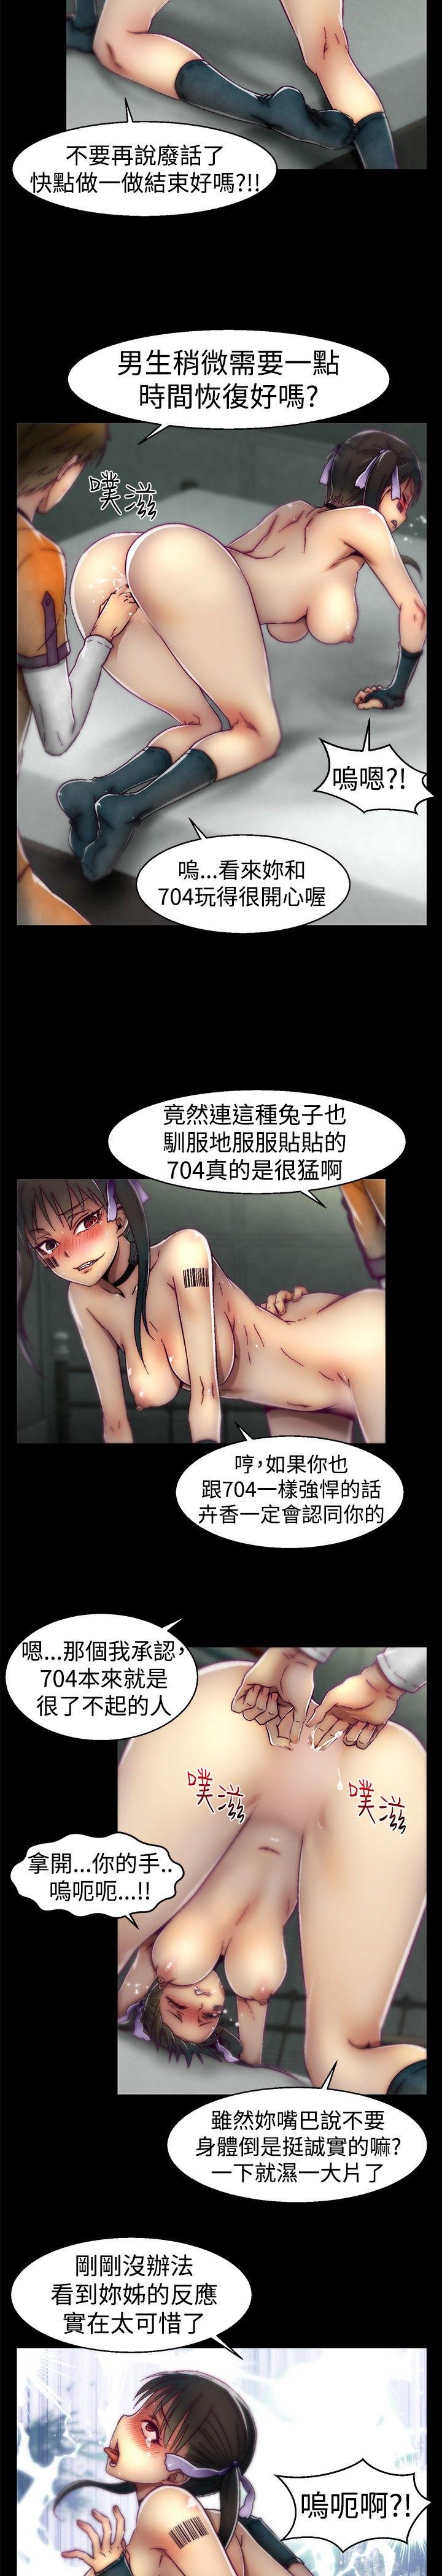 不要再說廢話了
快點做一做結束好嗎?!!
男生稍微需要一點
時間恢復好嗎?
噗滋
嗚嗯?!
嗚...看來妳和
704玩得很開心喔
竟然連這種兔子也
馴服地服服貼貼的
704真的是很猛啊
哼，如果你也
跟704一樣強悍的話
卉香一定會認同你的
嗯...那個我承認，
704本來就是
很了不起的人
噗滋
噗滋
拿開...你的手..
嗚呃呃...!!
雖然妳嘴巴說不要
身體倒是挺誠實的嘛?
一下就濕一大片了
剛剛沒辦法
看到妳姊的反應
實在太可惜了
嗚呃啊?!